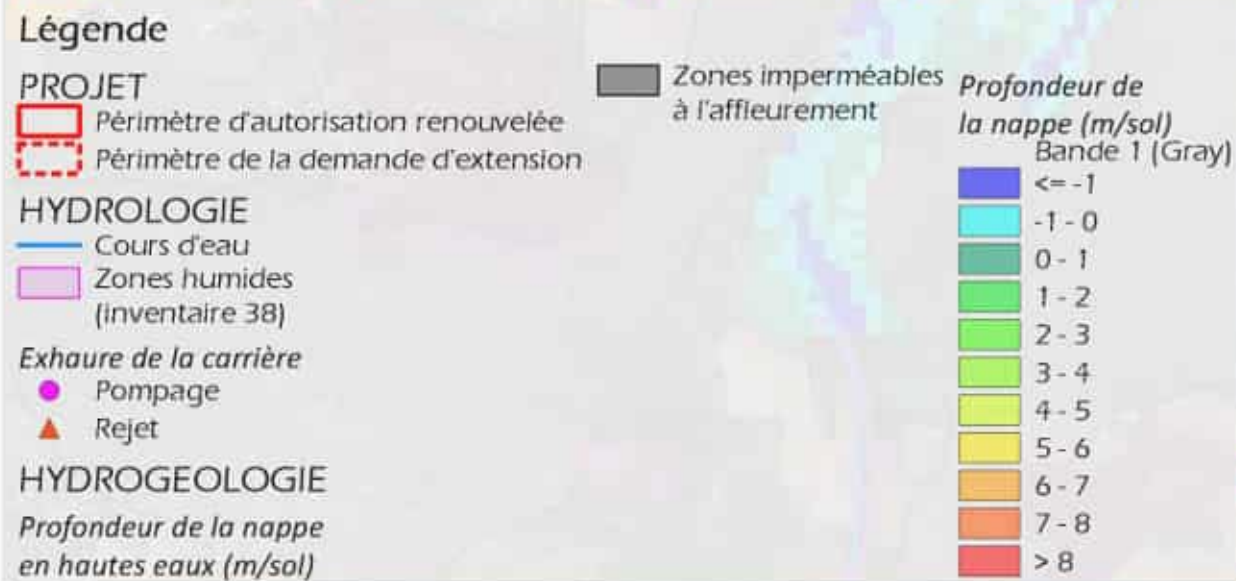 Légende
PROJET
Périmètre d'autorisation renouvelée
Périmètre de la demande d'extension
HYDROLOGIE
Cours d'eau
Zones humides
(inventaire 38)
Exhaure de la carrière
Pompage
Rejet
HYDROGEOLOGIE
Profondeur de la nappe
en hautes eaux (m/sol)
Zones imperméables
à l'affleurement
Profondeur de
la nappe (m/sol)
Bande 1 (Gray)
<= -1
-1 - 0
0 - 1
1 - 2
2 - 3
3 - 4
4 - 5
5 - 6
6 - 7
7 - 8
> 8